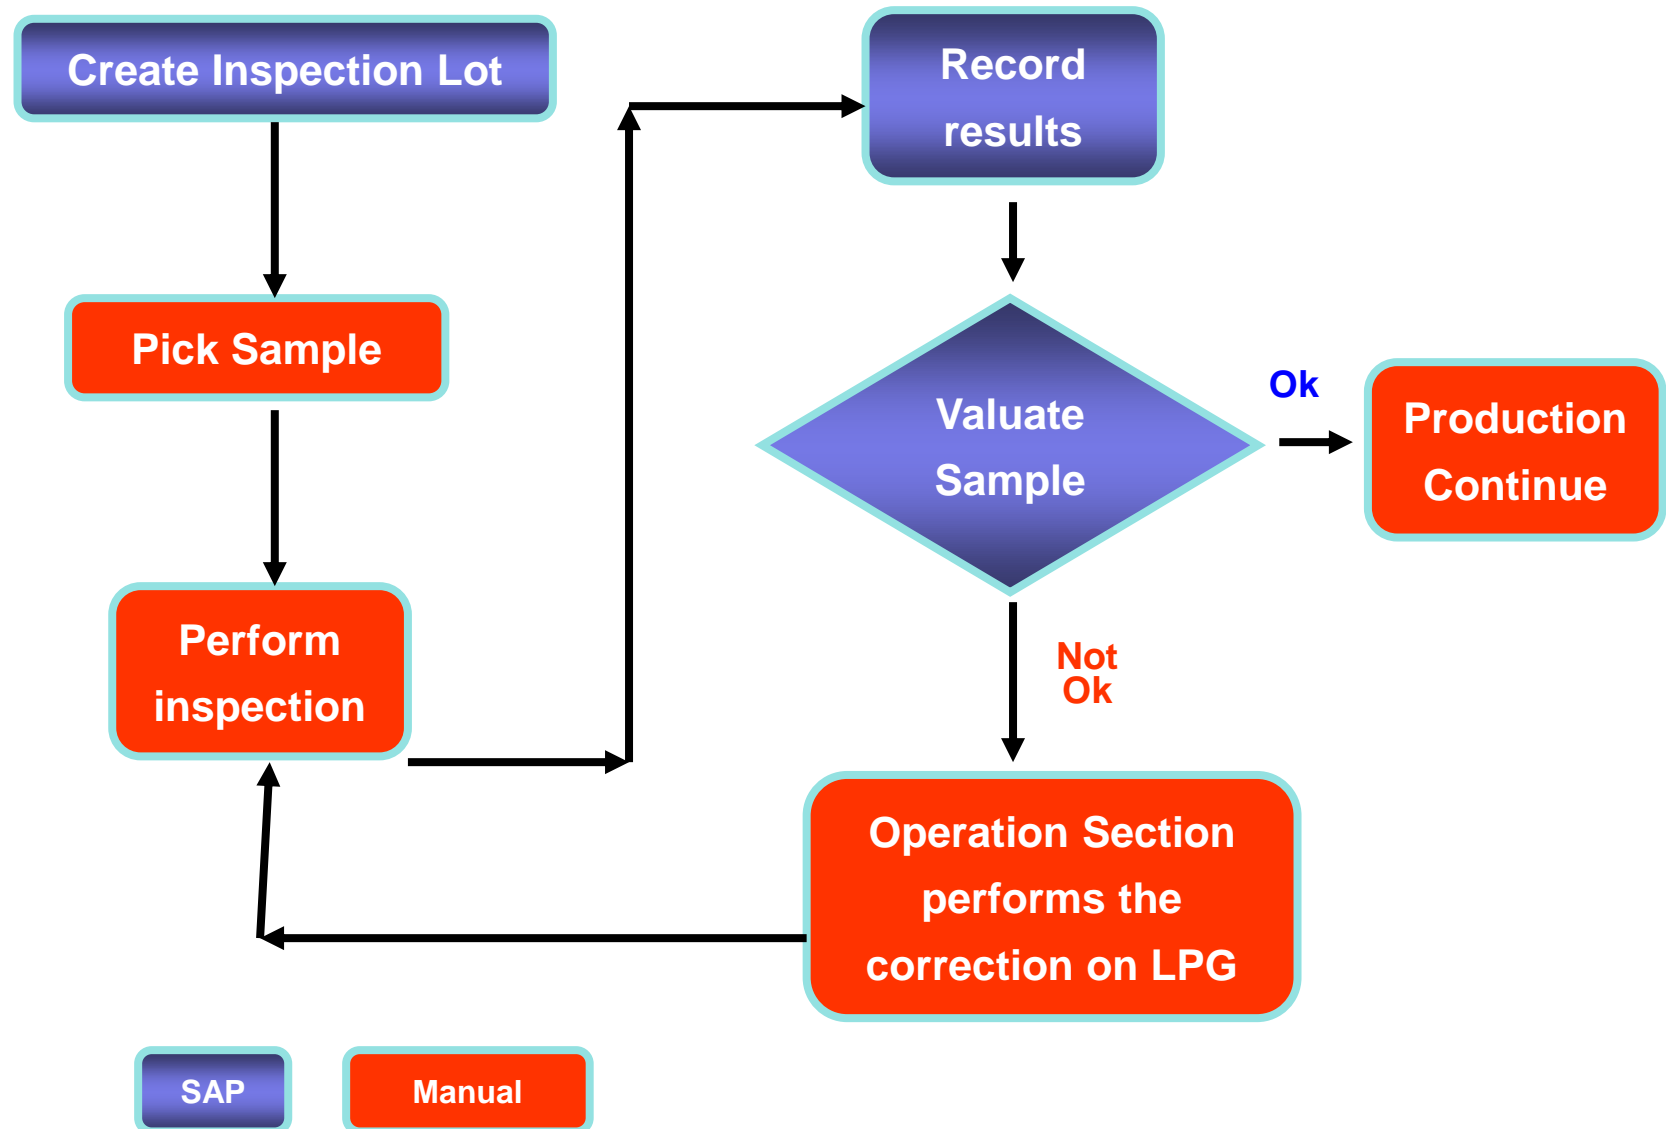 Create Inspection Lot
Pick Sample
Perform
inspection
Record
results
Valuate
Sample
Ok
Production
Continue
Not
Ok
Operation Section
performs the
correction on LPG
SAP
Manual